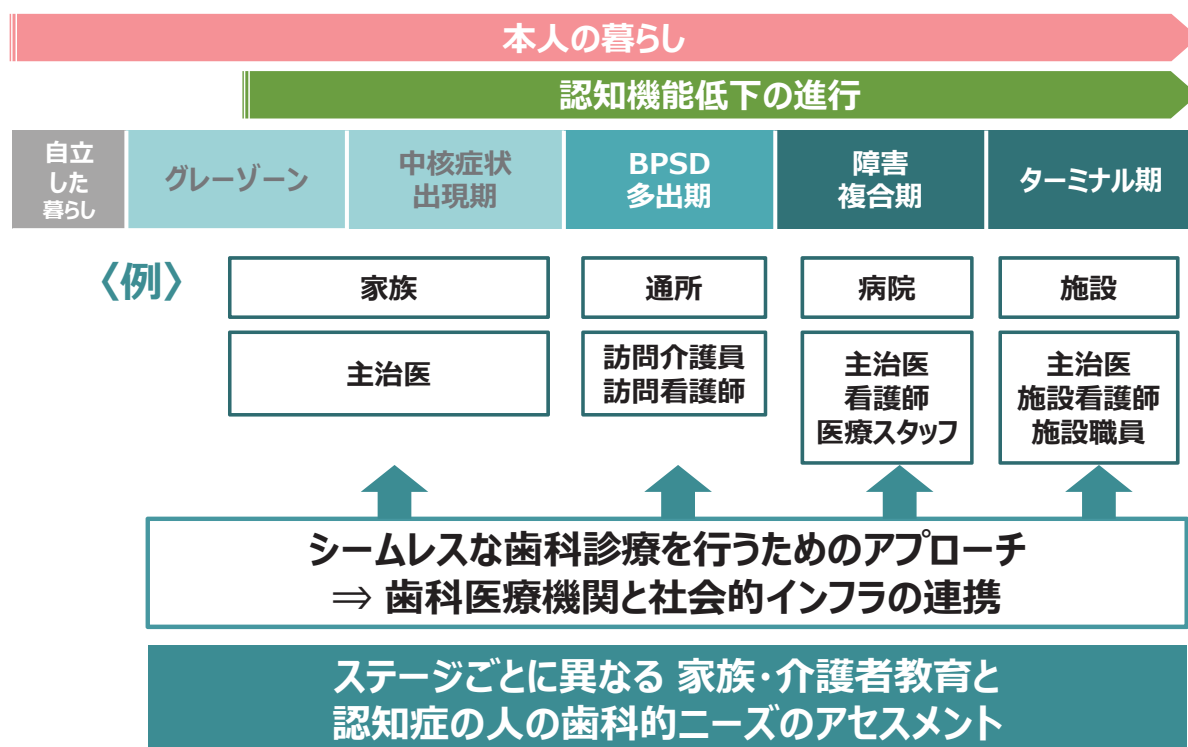 本人の暮らし
認知機能低下の進行
自立
した
暮らし
グレーゾーン
中核症状
出現期
BPSD
多出期
障害
複合期
ターミナル期
〈例〉
家族
通所
病院
施設
主治医
訪問介護員
訪問看護師
主治医
看護師
医療スタッフ
主治医
施設看護師
施設職員
シームレスな歯科診療を行うためのアプローチ
⇒ 歯科医療機関と社会的インフラの連携
ステージごとに異なる 家族・介護者教育と
認知症の人の歯科的ニーズのアセスメント